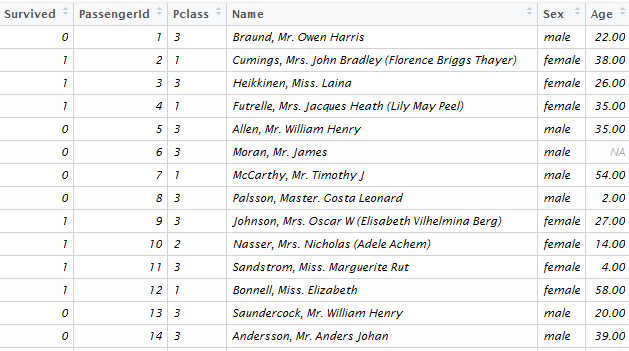 Survived PassengerId Pclass Name Sex Age
0 1 3 Braund, Mr. Owen Harris male 22.00
1 2 1 Cumings, Mrs. John Bradley (Florence Briggs Thayer) female 38.00
1 3 3 Heikkinen, Miss. Laina female 26.00
1 4 1 Futrelle, Mrs. Jacques Heath (Lily May Peel) female 35.00
0 5 3 Allen, Mr. William Henry male 35.00
0 6 3 Moran, Mr. James male NA
0 7 1 McCarthy, Mr. Timothy J male 54.00
0 8 3 Palsson, Master. Gosta Leonard male 2.00
1 9 3 Johnson, Mrs. Oscar W (Elisabeth Vilhelmina Berg) female 27.00
1 10 2 Nasser, Mrs. Nicholas (Adele Achem) female 14.00
1 11 3 Sandstrom, Miss. Marguerite Rut female 4.00
1 12 1 Bonnell, Miss. Elizabeth female 58.00
0 13 3 Saundercock, Mr. William Henry male 20.00
0 14 3 Andersson, Mr. Anders Johan male 39.00